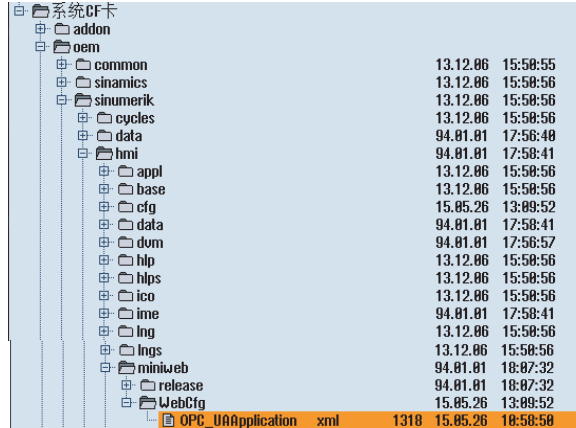 系统CF卡
addon
oem
common 13.12.06 15:50:55
sinamics 13.12.06 15:50:56
sinumerik 13.12.06 15:50:56
cycles 13.12.06 15:50:56
data 94.01.01 17:56:40
hmi 94.01.01 17:58:41
appl 13.12.06 15:50:56
base 13.12.06 15:50:56
cfg 15.05.26 13:09:52
data 94.01.01 17:58:41
dvm 94.01.01 17:56:57
hlp 13.12.06 15:50:56
hlps 13.12.06 15:50:56
ico 13.12.06 15:50:56
ime 94.01.01 17:58:41
lng 13.12.06 15:50:56
lngs 13.12.06 15:50:56
miniweb 94.01.01 18:07:32
release 94.01.01 18:07:32
WebCfg 15.05.26 13:09:52
OPC_UAApplication xml 1318 15.05.26 10:58:50